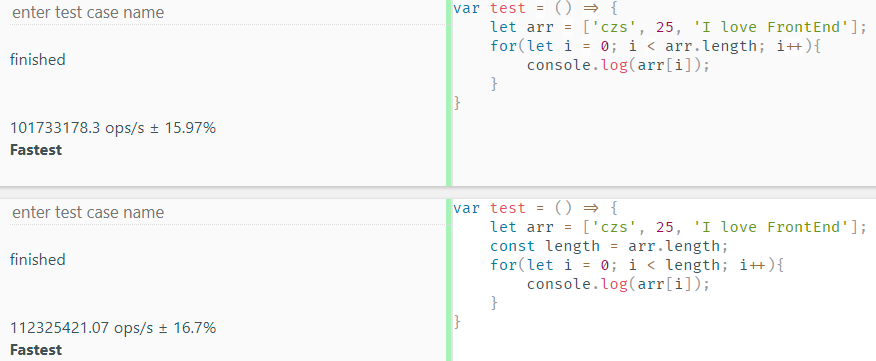 enter test case name
finished
101733178.3 ops/s ± 15.97%
Fastest
var test = () => {
    let arr = ['czs', 25, 'I love FrontEnd'];
    for(let i = 0; i < arr.length; i++){
        console.log(arr[i]);
    }
}
enter test case name
finished
112325421.07 ops/s ± 16.7%
Fastest
var test = () => {
    let arr = ['czs', 25, 'I love FrontEnd'];
    const length = arr.length;
    for(let i = 0; i < length; i++){
        console.log(arr[i]);
    }
}